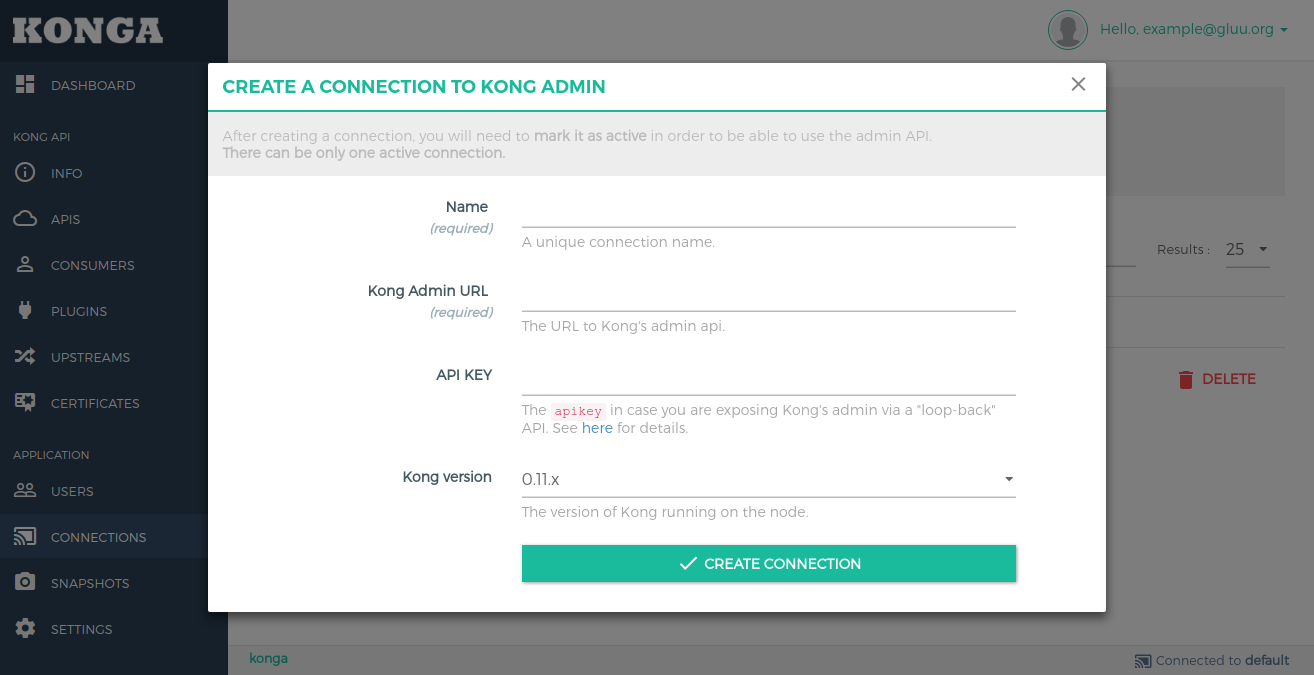 KONGA
Hello, example@gluu.org
DASHBOARD
KONG API
INFO
APIS
CONSUMERS
PLUGINS
UPSTREAMS
CERTIFICATES
APPLICATION
USERS
CONNECTIONS
SNAPSHOTS
SETTINGS
CREATE A CONNECTION TO KONG ADMIN
After creating a connection, you will need to mark it as active in order to be able to use the admin API.
There can be only one active connection.
Name
(required)
A unique connection name.
Kong Admin URL
(required)
The URL to Kong's admin api.
API KEY
The apikey in case you are exposing Kong's admin via a "loop-back"
API. See here for details.
Kong version
0.11.x
The version of Kong running on the node.
CREATE CONNECTION
Results : 25
DELETE
konga
Connected to default